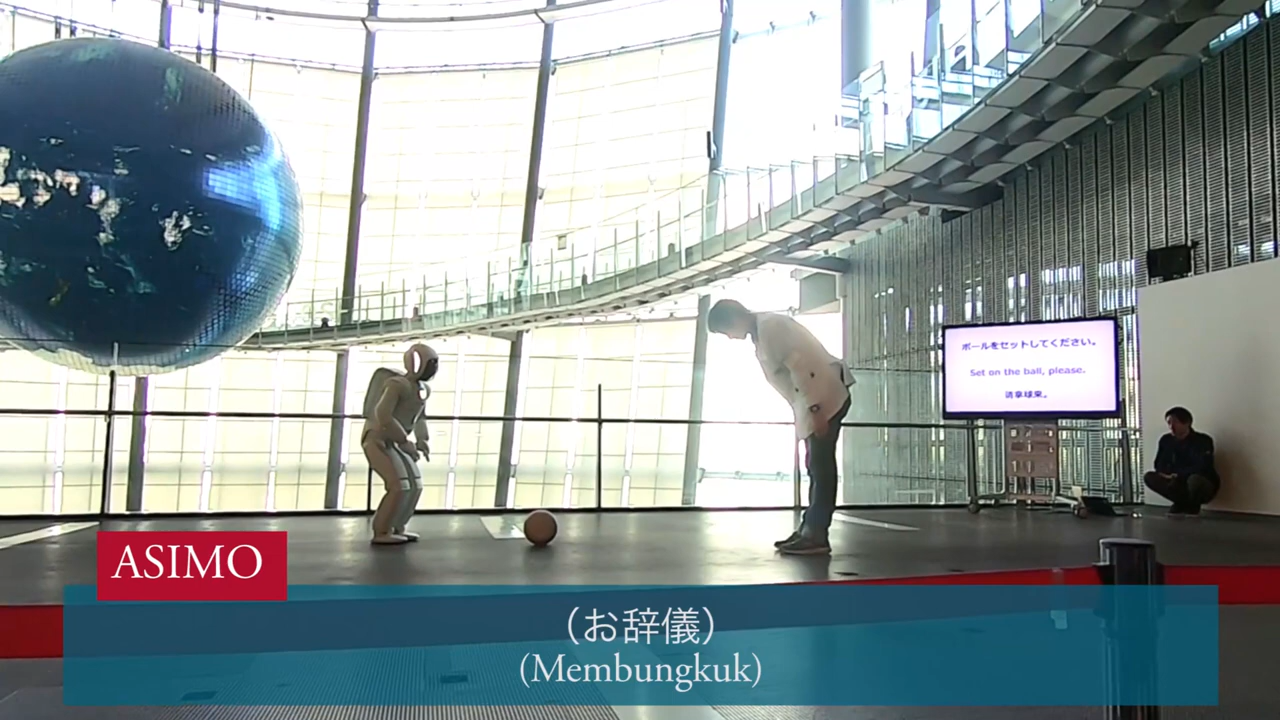 ボールをセットしてください。
Set on the ball, please.
请拿球来。
ASIMO
（お辞儀）
(Membungkuk)